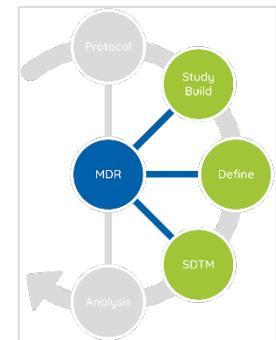 Protocol
Study
Build
MDR
Define
SDTM
Analysis